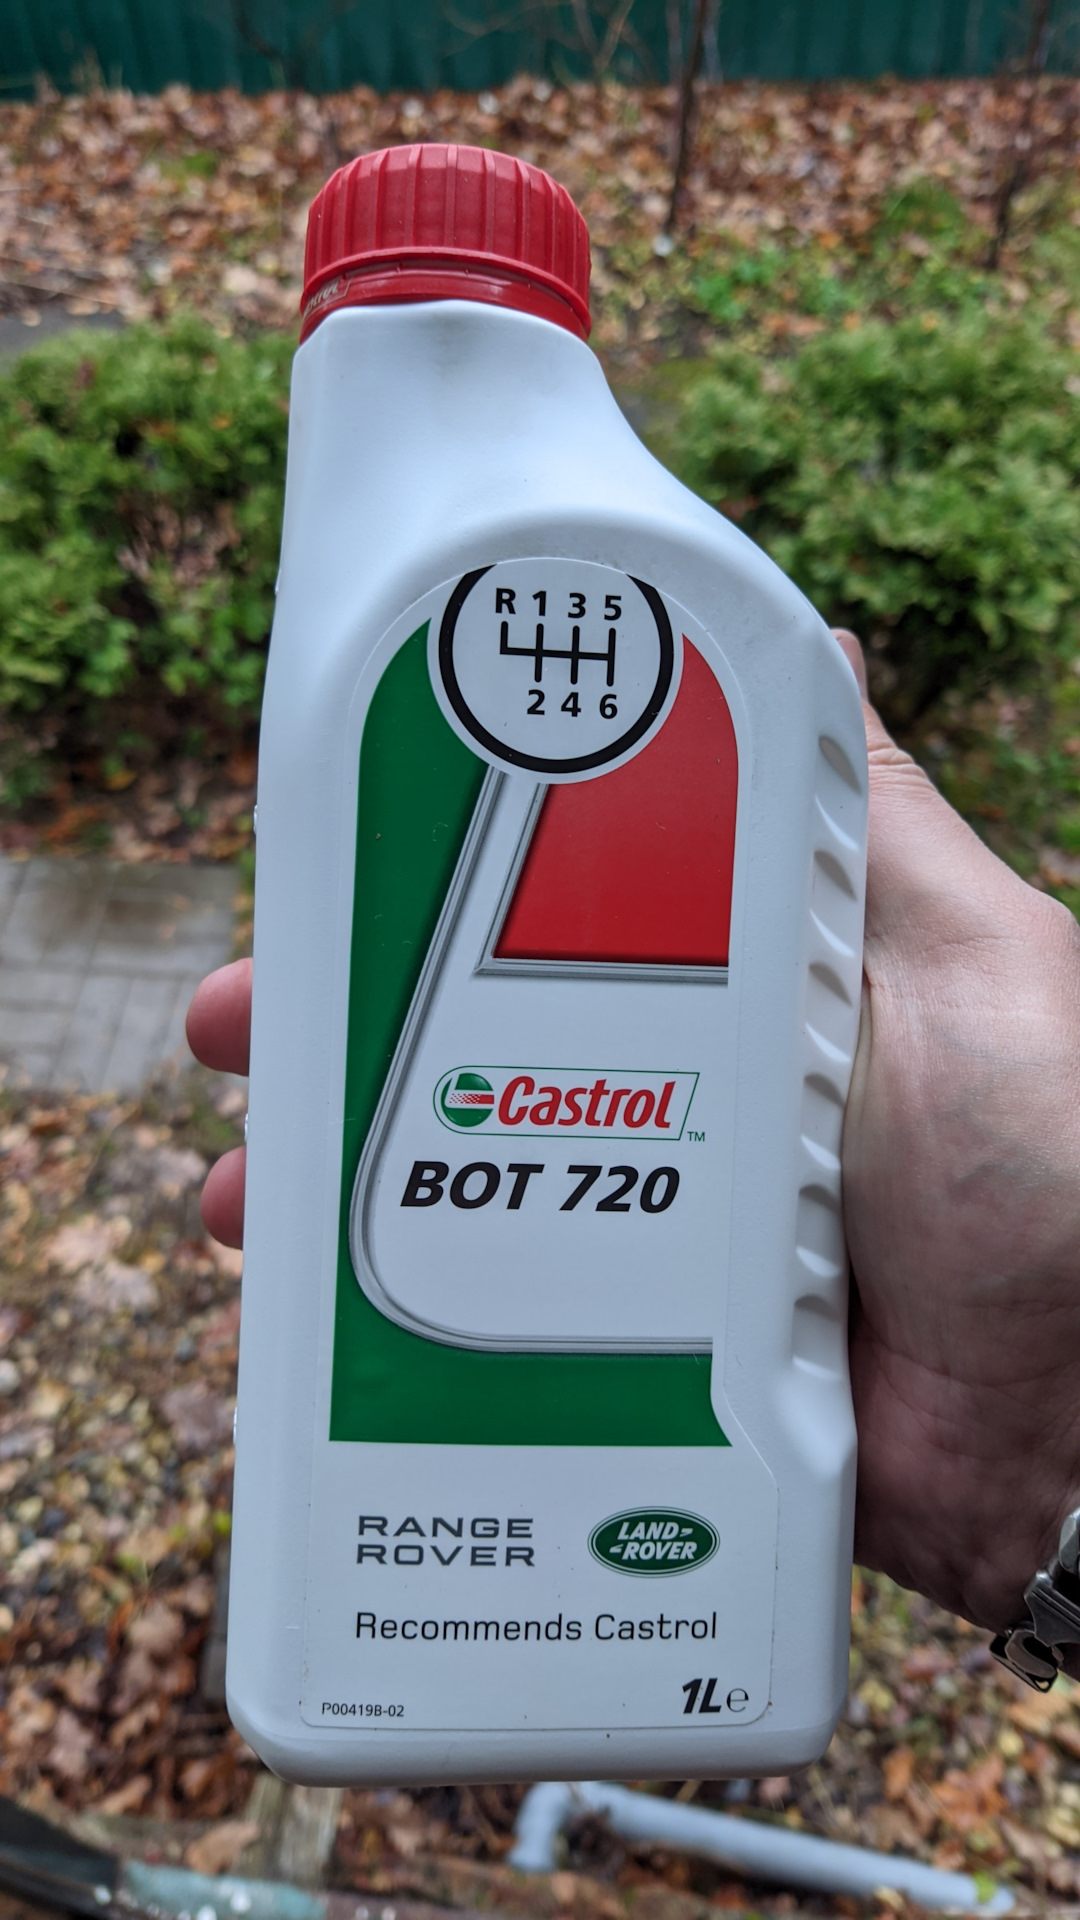 R 1 3 5
2 4 6
Castrol
TM
BOT 720
RANGE
ROVER
LAND-
-ROVER
Recommends Castrol
P00419B-02
1L e